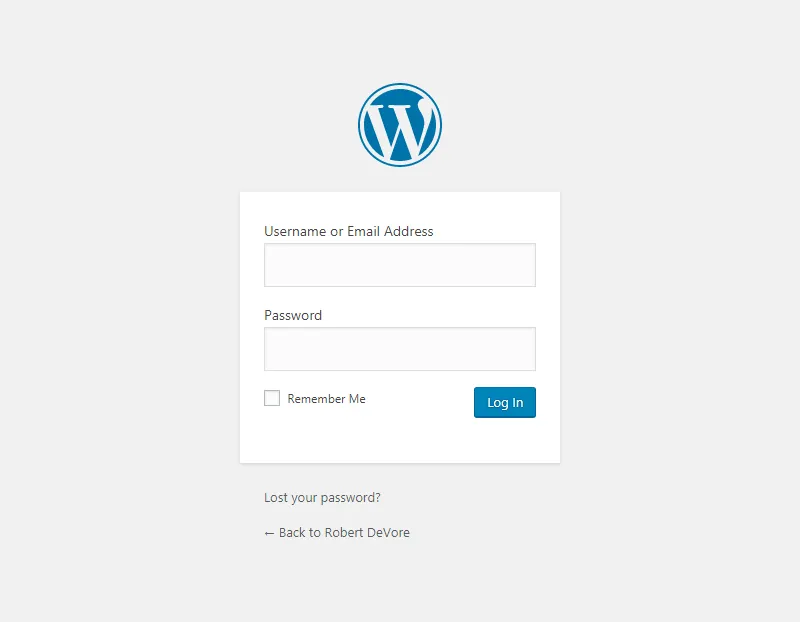 Username or Email Address
Password
Remember Me
Log In
Lost your password?
← Back to Robert DeVore